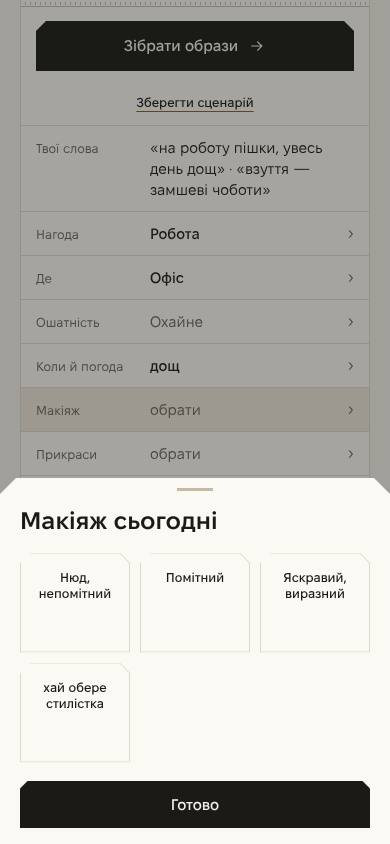 Зібрати образи →
Зберегти сценарій
Твої слова
«на роботу пішки, увесь
день дощ» · «взуття —
замшеві чоботи»
Нагода
Робота
Де
Офіс
Ошатність
Охайне
Коли й погода
дощ
Макіяж
обрати
Прикраси
обрати
Макіяж сьогодні
Нюд,
непомітний
Помітний
Яскравий,
виразний
хай обере
стилістка
Готово